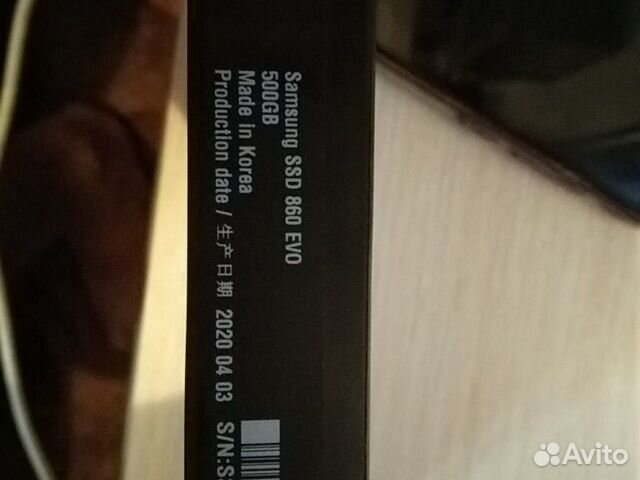 Samsung SSD 860 EVO
500GB
Made in Korea
Production date / 生产日期 2020 04 03
S/N:S
Avito